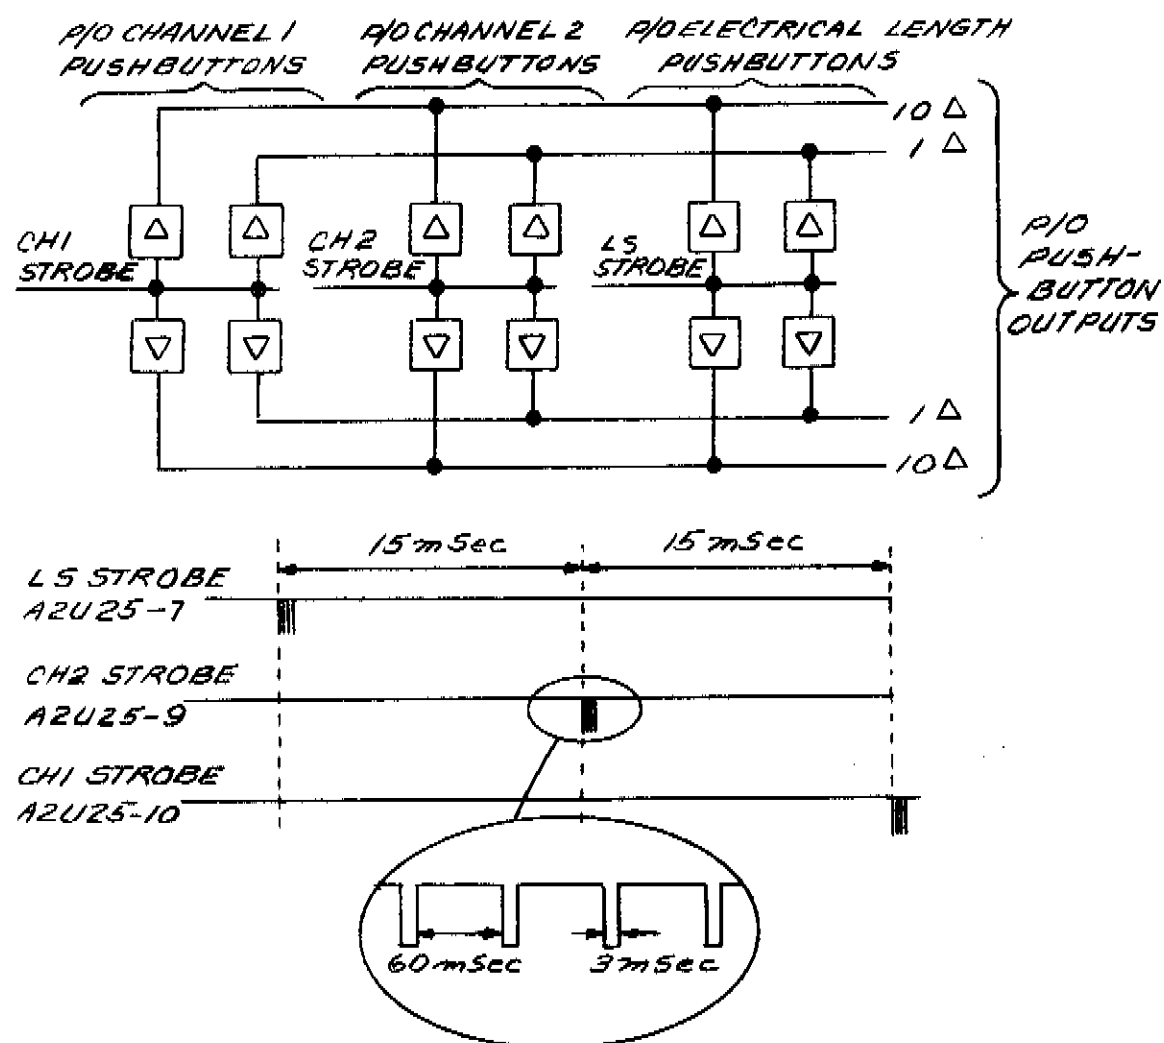 P/O CHANNEL 1
PUSHBUTTONS
P/O CHANNEL 2
PUSHBUTTONS
P/O ELECTRICAL LENGTH
PUSHBUTTONS
10 △
1 △
△ △ △ △ △ △
CH1
STROBE
CH2
STROBE
LS
STROBE
▽ ▽ ▽ ▽ ▽ ▽
1 △
10 △
P/O
PUSH-
BUTTON
OUTPUTS
15 mSec 15 mSec
LS STROBE
A2U25-7
CH2 STROBE
A2U25-9
CH1 STROBE
A2U25-10
60 mSec 3 mSec